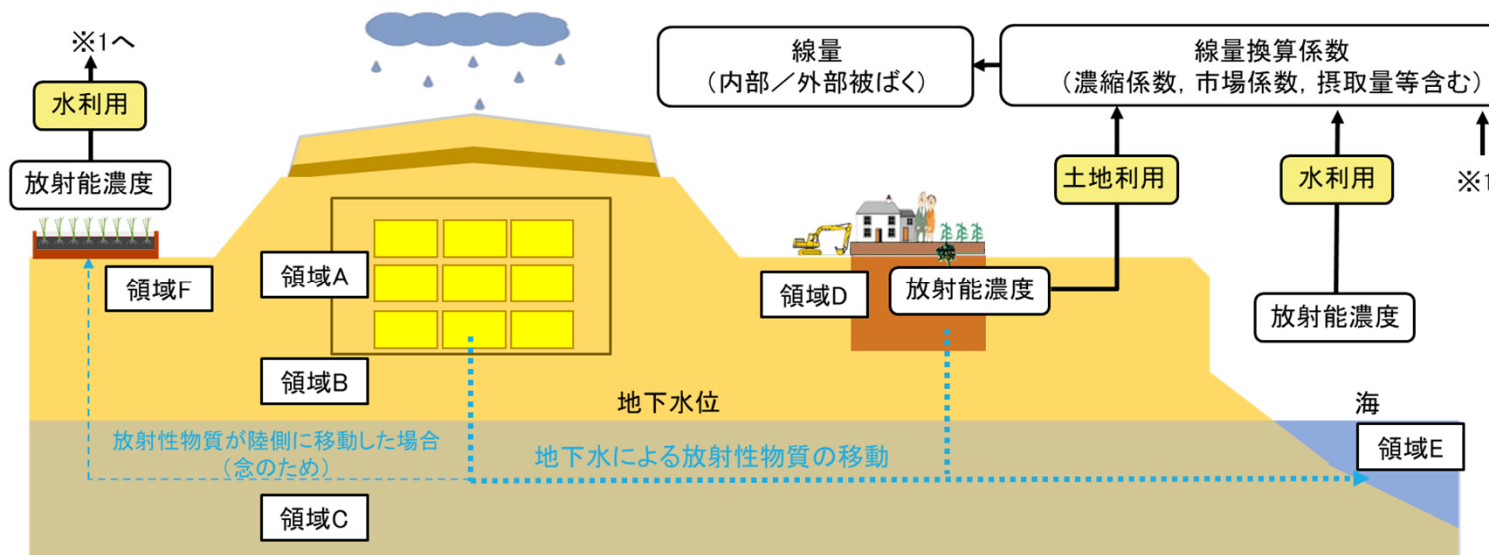 ※1へ
水利用
放射能濃度
線量
（内部／外部被ばく）
線量換算係数
（濃縮係数, 市場係数, 摂取量等含む）
土地利用
水利用
※1
領域F
領域A
領域D
放射能濃度
放射能濃度
領域B
地下水位
海
放射性物質が陸側に移動した場合
（念のため）
地下水による放射性物質の移動
領域E
領域C